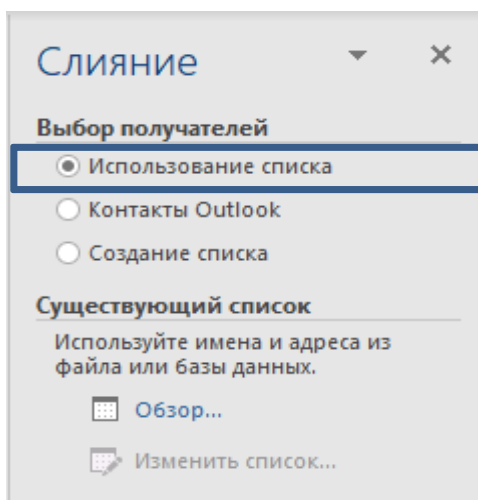 Слияние
Выбор получателей
Использование списка
Контакты Outlook
Создание списка
Существующий список
Используйте имена и адреса из
файла или базы данных.
Обзор...
Изменить список...